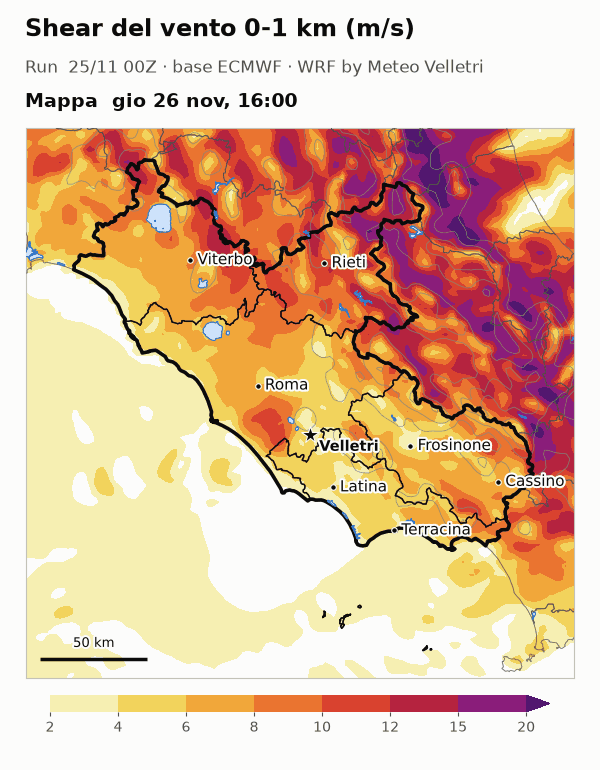 Shear del vento 0-1 km (m/s)
Run  25/11 00Z · base ECMWF · WRF by Meteo Velletri
Mappa  gio 26 nov, 16:00
Viterbo
Rieti
Roma
Velletri
Frosinone
Latina
Cassino
Terracina
50 km
2 4 6 8 10 12 15 20